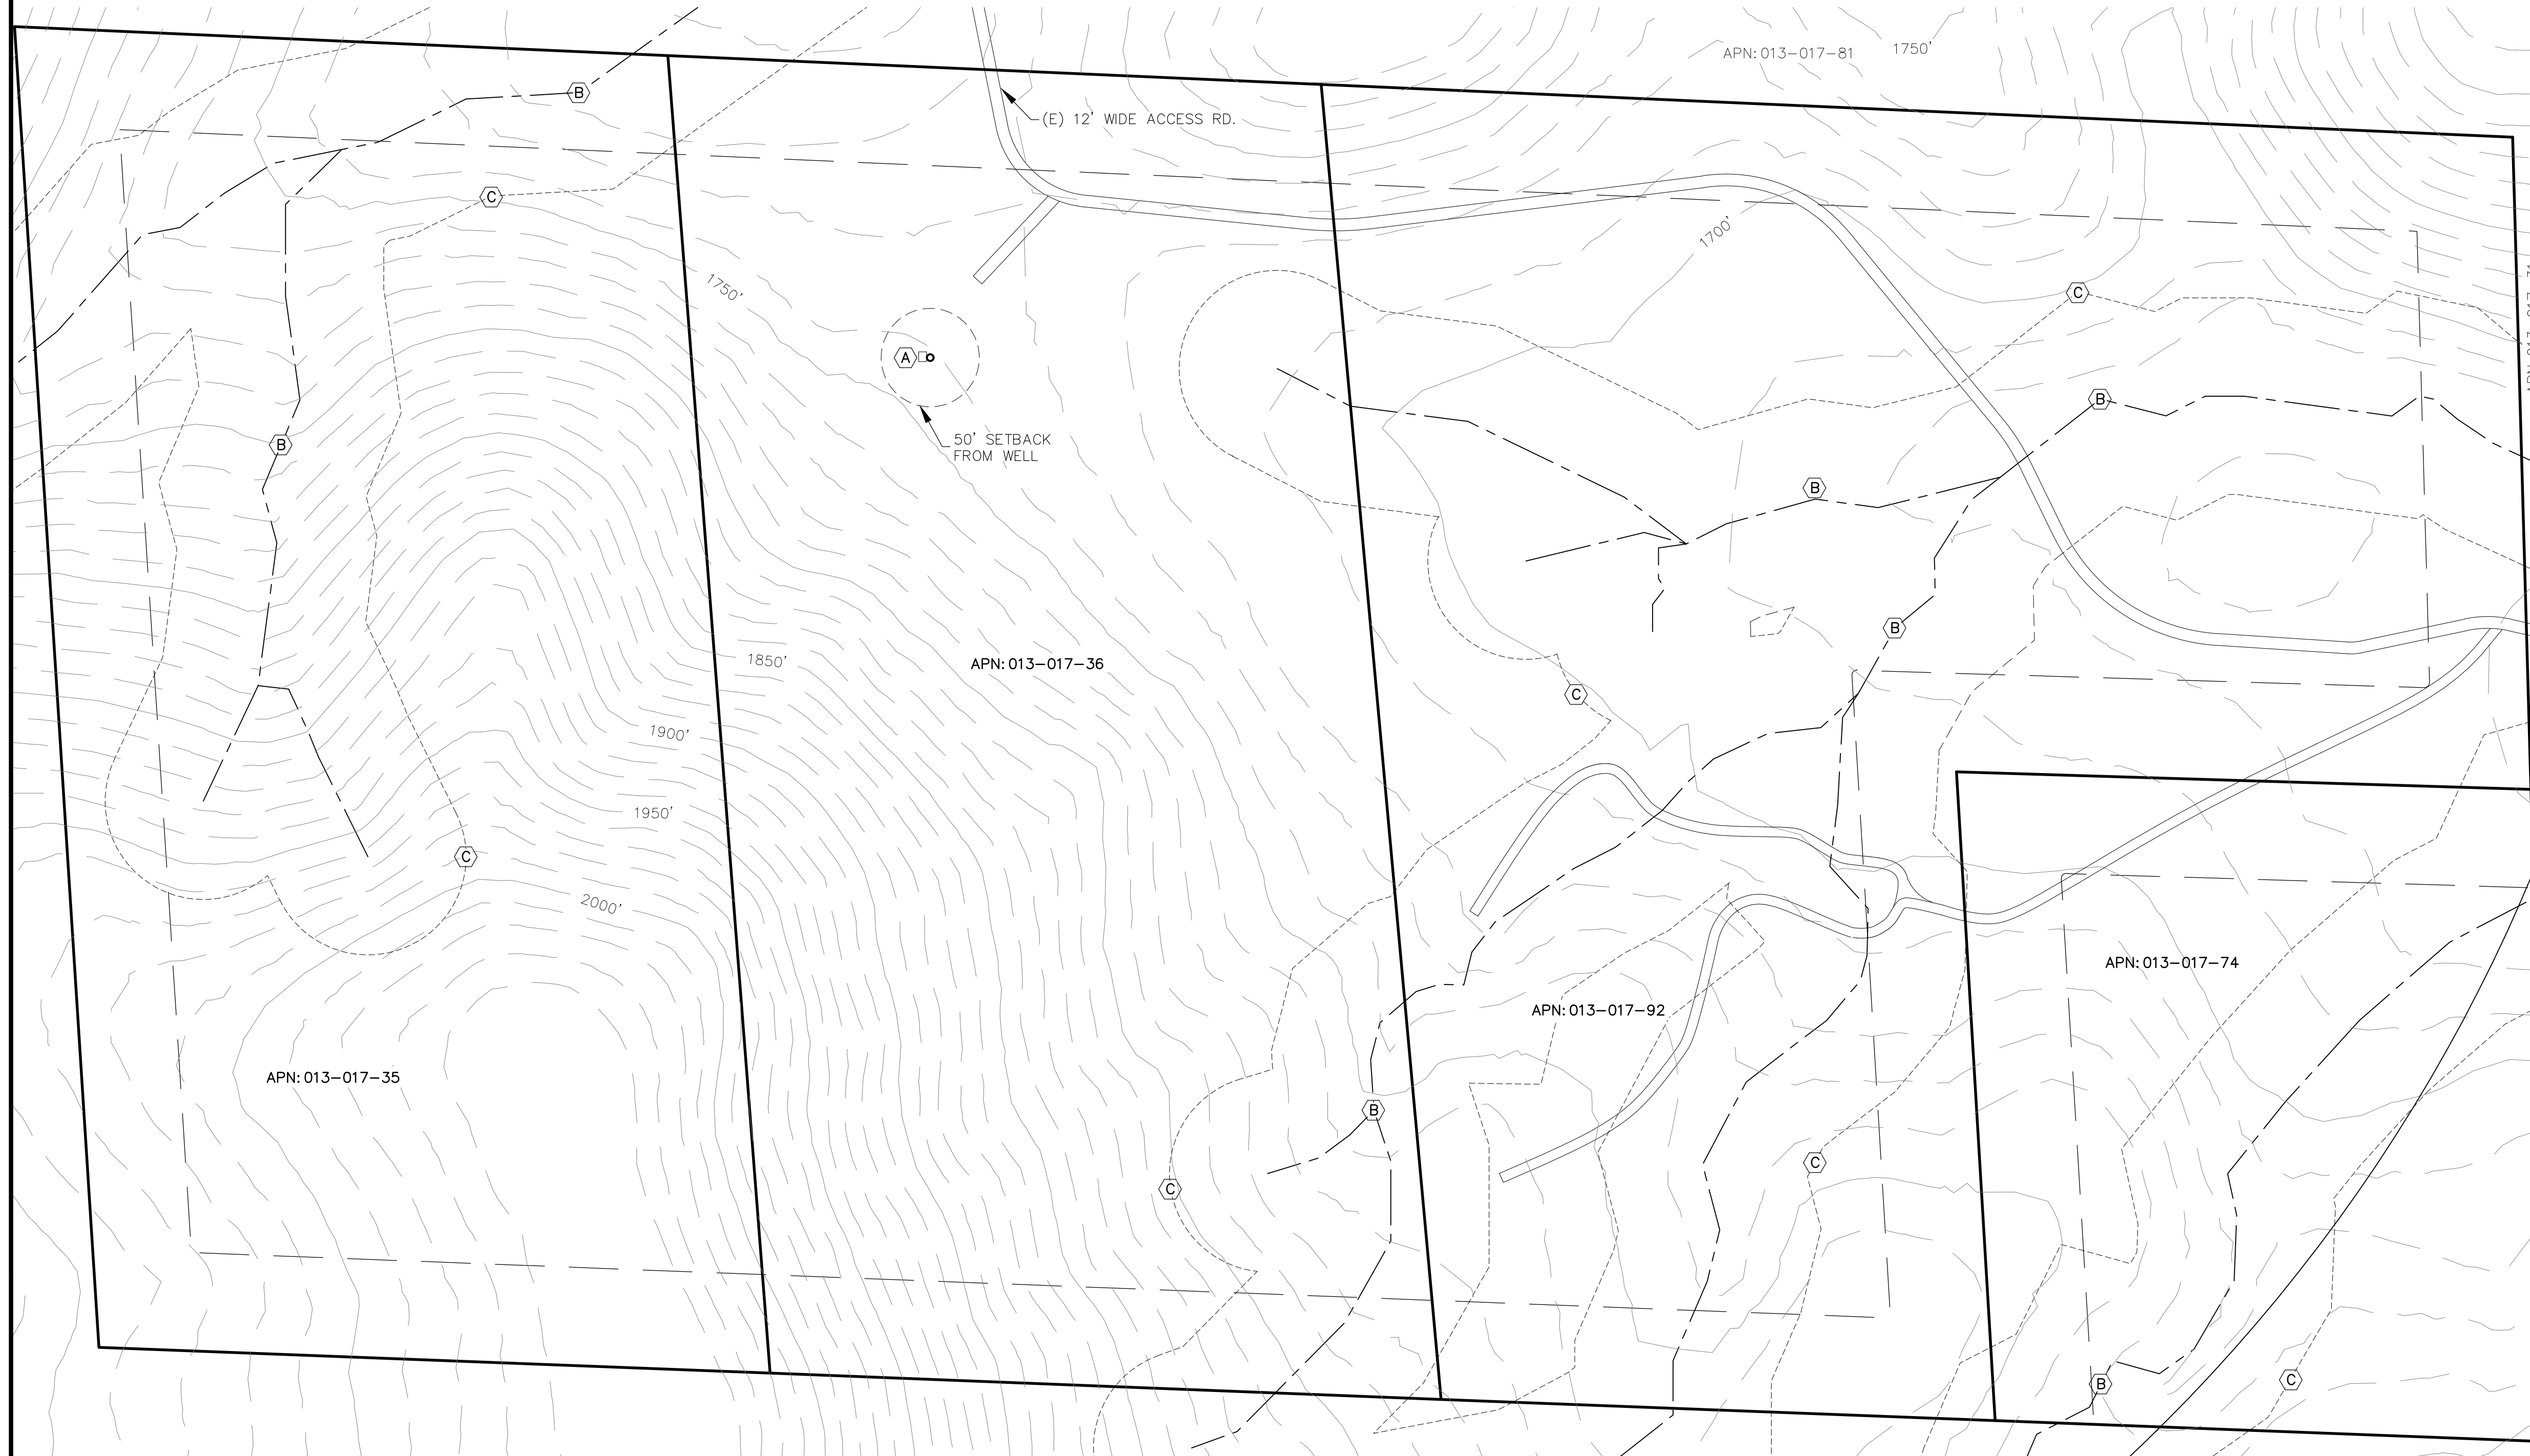 APN: 013-017-81
1750'
B
(E) 12' WIDE ACCESS RD.
C
1700'
1750'
C
A
B
50' SETBACK
FROM WELL
B
B
B
1850'
APN: 013-017-36
C
1900'
1950'
C
2000'
APN: 013-017-74
APN: 013-017-92
APN: 013-017-35
B
C
C
B
C